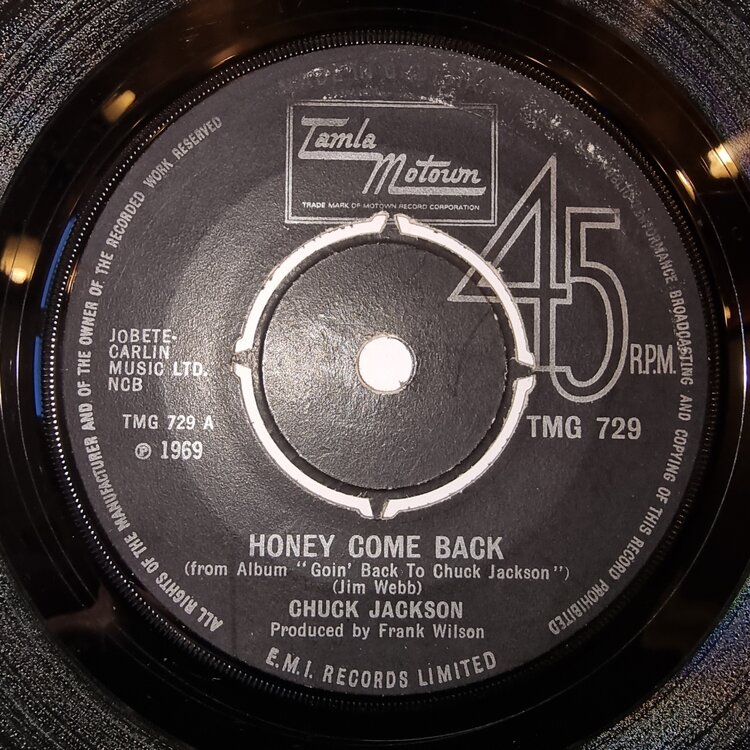 Tamla
Motown
TRADE MARK OF MOTOWN RECORD CORPORATION
45
R.P.M.
JOBETE-
CARLIN
MUSIC LTD.
NCB
TMG 729 A
℗ 1969
TMG 729
HONEY COME BACK
(from Album "Goin' Back To Chuck Jackson")
(Jim Webb)
CHUCK JACKSON
Produced by Frank Wilson
E.M.I. RECORDS LIMITED
ALL RIGHTS OF THE MANUFACTURER AND OF THE OWNER OF THE RECORDED WORK RESERVED
BROADCASTING AND COPYING OF THIS RECORD PROHIBITED